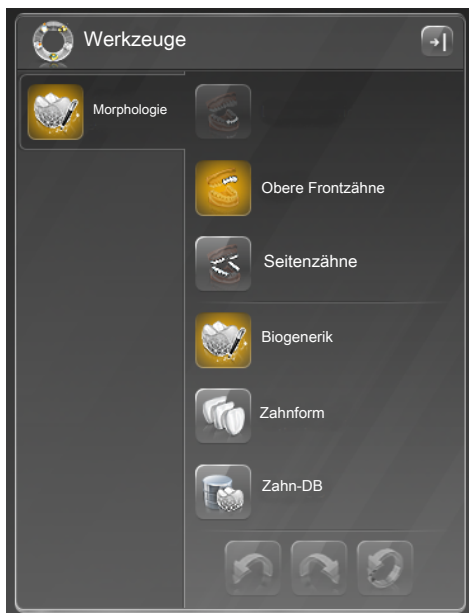 Werkzeuge
Morphologie
Obere Frontzähne
Seitenzähne
Biogenerik
Zahnform
Zahn-DB